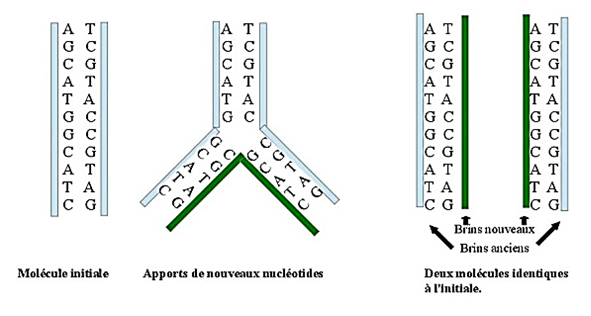 A T
G C
C G
A T
T A
G C
G C
C G
A T
T A
C G
A T
G C
C G
A T
T A
G C
G C
C G
A T
T A
C G
G C
C G
A T
T A
C G
A T A T
G C G C
C G C G
A T A T
T A T A
G C G C
G C G C
C G C G
A T A T
T A T A
C G C G
Brins nouveaux
Brins anciens
Molécule initiale
Apports de nouveaux nucléotides
Deux molécules identiques
à l'initiale.